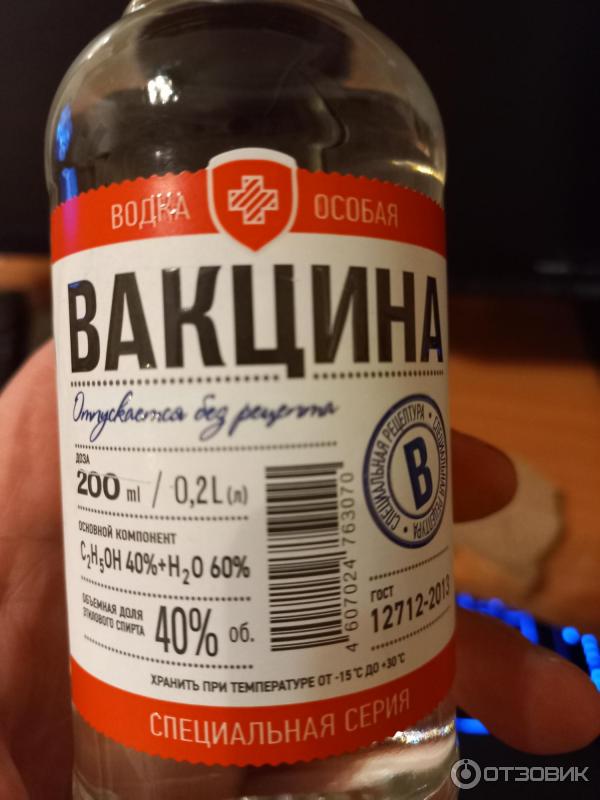 ВОДКА ОСОБАЯ
ВАКЦИНА
Отпускается без рецепта
ДОЗА
200 ml / 0,2L (л)
ОСНОВНОЙ КОМПОНЕНТ
C₂H₅OH 40%+H₂O 60%
ОБЪЕМНАЯ ДОЛЯ
ЭТИЛОВОГО СПИРТА
40% об.
4 607024 763070
СПЕЦИАЛЬНАЯ РЕЦЕПТУРА • СПЕЦИАЛЬНАЯ РЕЦЕПТУРА •
В
ГОСТ
12712-2013
ХРАНИТЬ ПРИ ТЕМПЕРАТУРЕ ОТ -15°C ДО +30°C
СПЕЦИАЛЬНАЯ СЕРИЯ
ОТЗОВИК